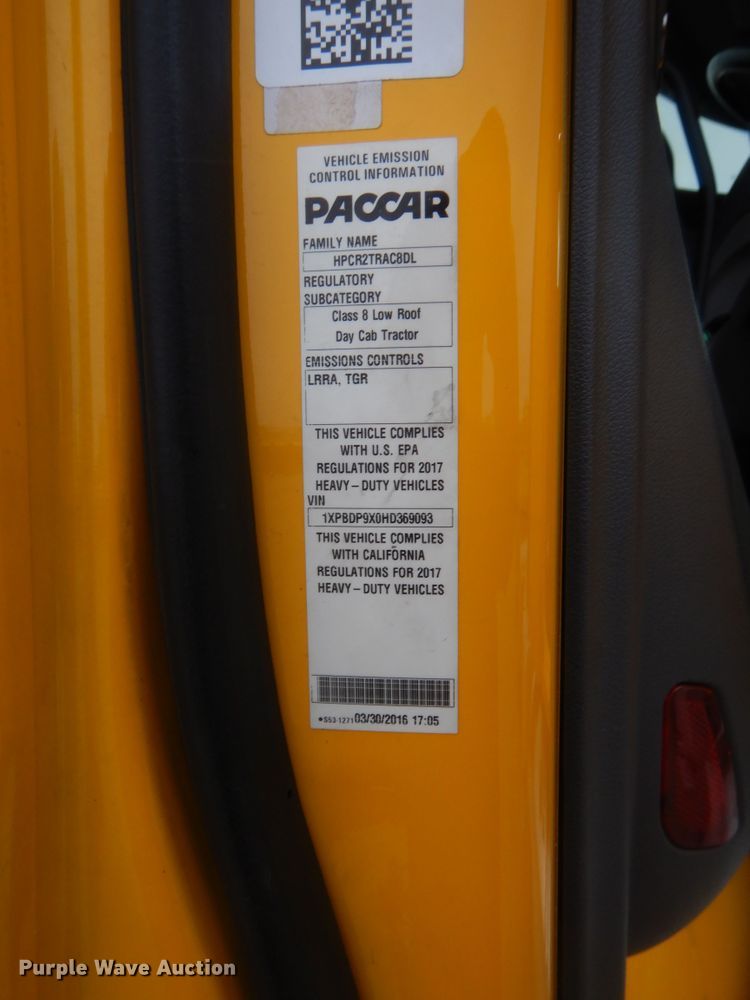 VEHICLE EMISSION
CONTROL INFORMATION
PACCAR
FAMILY NAME
HPCR2TRAC8DL
REGULATORY
SUBCATEGORY
Class 8 Low Roof
Day Cab Tractor
EMISSIONS CONTROLS
LRRA, TGR
THIS VEHICLE COMPLIES
WITH U.S. EPA
REGULATIONS FOR 2017
HEAVY – DUTY VEHICLES
VIN
1XPBDP9X0HD369093
THIS VEHICLE COMPLIES
WITH CALIFORNIA
REGULATIONS FOR 2017
HEAVY – DUTY VEHICLES
*S53-1271 03/30/2016 17:05
Purple Wave Auction